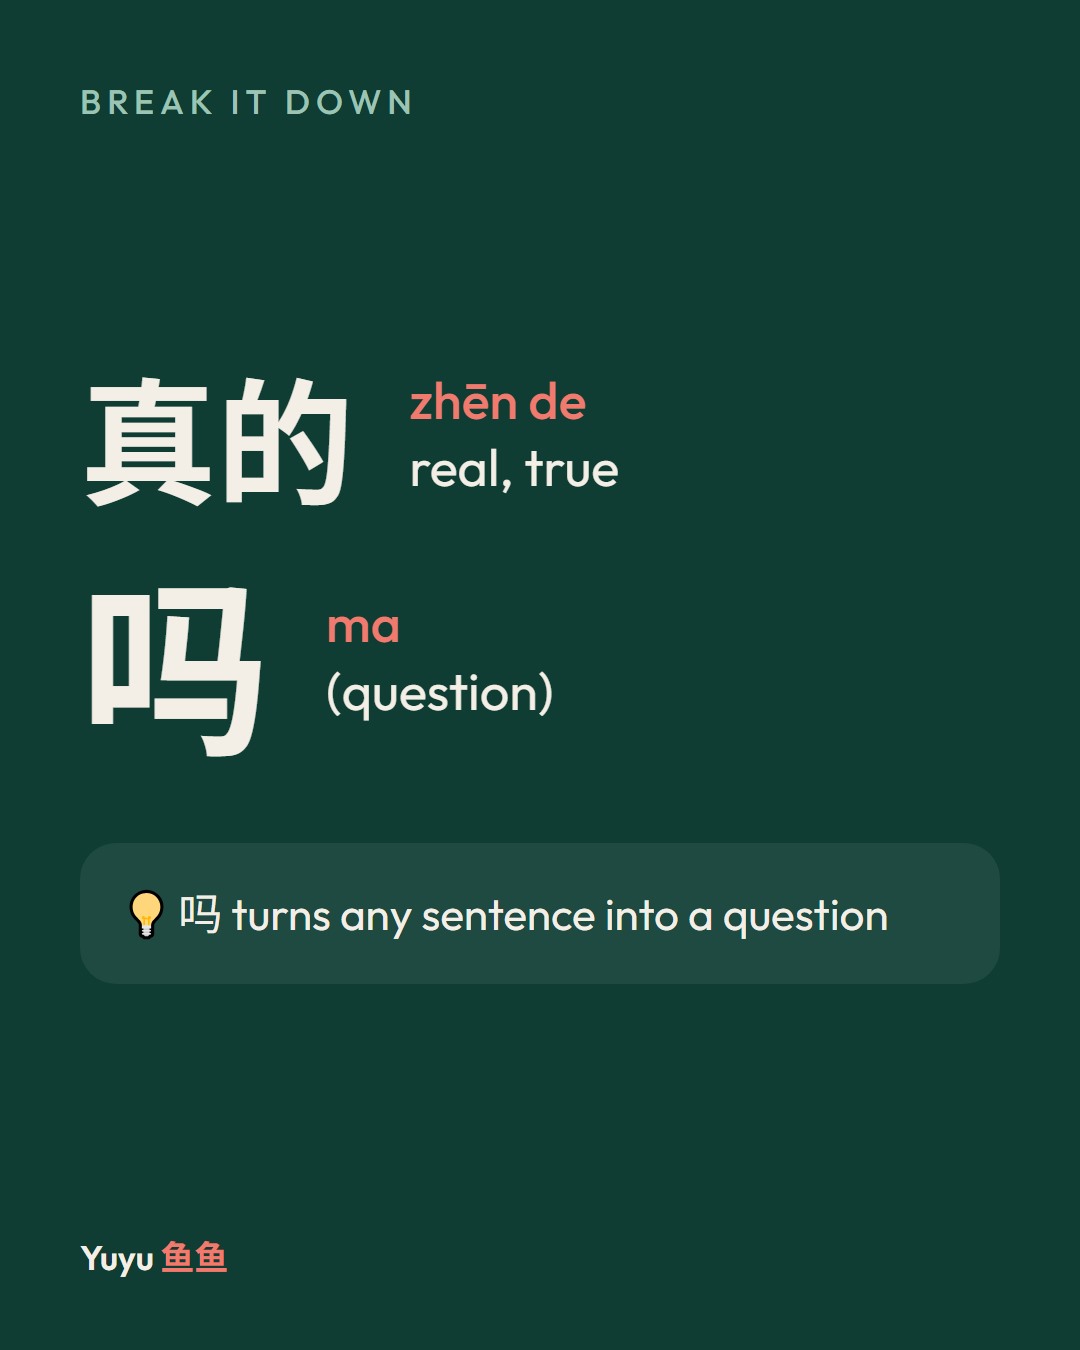 BREAK IT DOWN
真的
zhēn de
real, true
吗
ma
(question)
💡 吗 turns any sentence into a question
Yuyu 鱼鱼